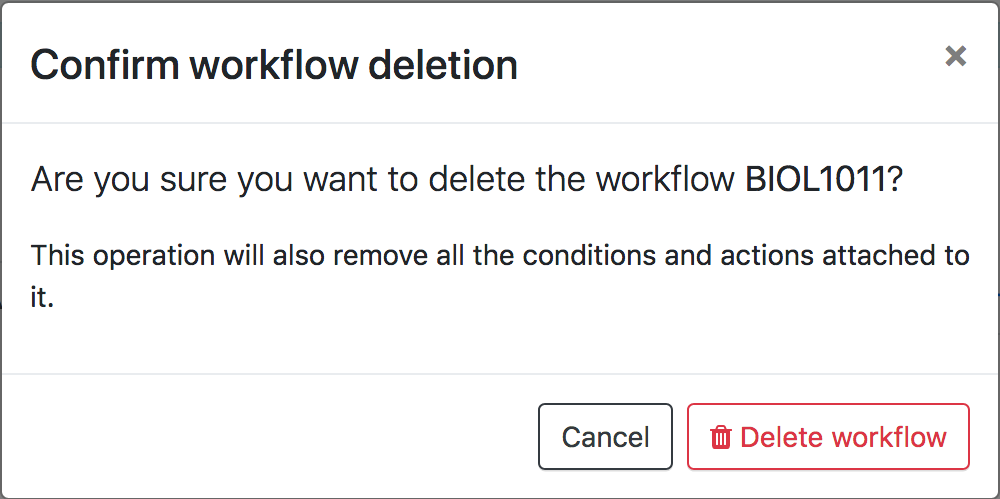 Confirm workflow deletion
×
Are you sure you want to delete the workflow BIOL1011?
This operation will also remove all the conditions and actions attached to
it.
Cancel
Delete workflow